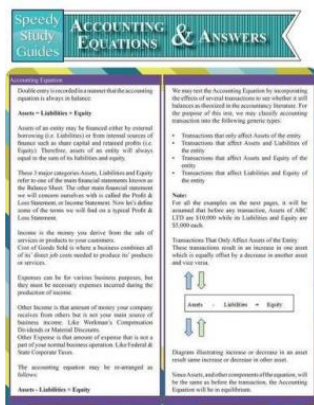 Speedy
Study
Guides
ACCOUNTING
EQUATIONS & ANSWERS
Accounting Equation
Double entry is recorded in a manner that the accounting
equation is always in balance:
Assets = Liabilities + Equity
Assets of an entity may be financed either by external
borrowing (i.e. Liabilities) or from internal sources of
finance such as share capital and retained profits (i.e.
Equity). Therefore, assets of an entity will always
equal to the sum of its liabilities and equity.
These 3 major categories Assets, Liabilities and Equity
refer to one of the main financial statements known as
the Balance Sheet. The other main financial statement
we will concern ourselves with is called the Profit &
Loss Statement, or Income Statement. Now let's define
some of the terms we will find on a typical Profit &
Loss Statement.
Income is the money you derive from the sale of
services or products to your customers.
Cost of Goods Sold is where a business combines all
of its' direct job costs needed to produce its' products
or services.
Expenses can be for various business purposes, but
they must be necessary expenses incurred during the
production of income.
Other Income is that amount of money your company
receives from others but is not your main source of
business income. Like Workman's Compensation
Dividends or Material Discounts.
Other Expense is that amount of expense that is not a
part of your normal business operation. Like Federal &
State Corporate Taxes.
The accounting equation may be re-arranged as
follows:
Assets - Liabilities = Equity
We may test the Accounting Equation by incorporating
the effects of several transactions to see whether it still
balances as theorized in the accountancy literature. For
the purpose of this test, we may classify accounting
transaction into the following generic types:
• Transactions that only affect Assets of the entity
• Transactions that affect Assets and Liabilities of
the entity
• Transactions that affect Assets and Equity of the
entity
• Transactions that affect Liabilities and Equity of
the entity
Note:
For all the examples on the next pages, it will be
assumed that before any transaction, Assets of ABC
LTD are $10,000 while its Liabilities and Equity are
$5,000 each.
Transactions That Only Affect Assets of the Entity
These transactions result in an increase in one asset
which is equally offset by a decrease in another asset
and vice versa.
Assets - Liabilities = Equity
Diagram illustrating increase or decrease in an asset
result same increase or decrease in other asset.
Since Assets, and other components of the equation, will
be the same as before the transaction, the Accounting
Equation will be in equilibrium.